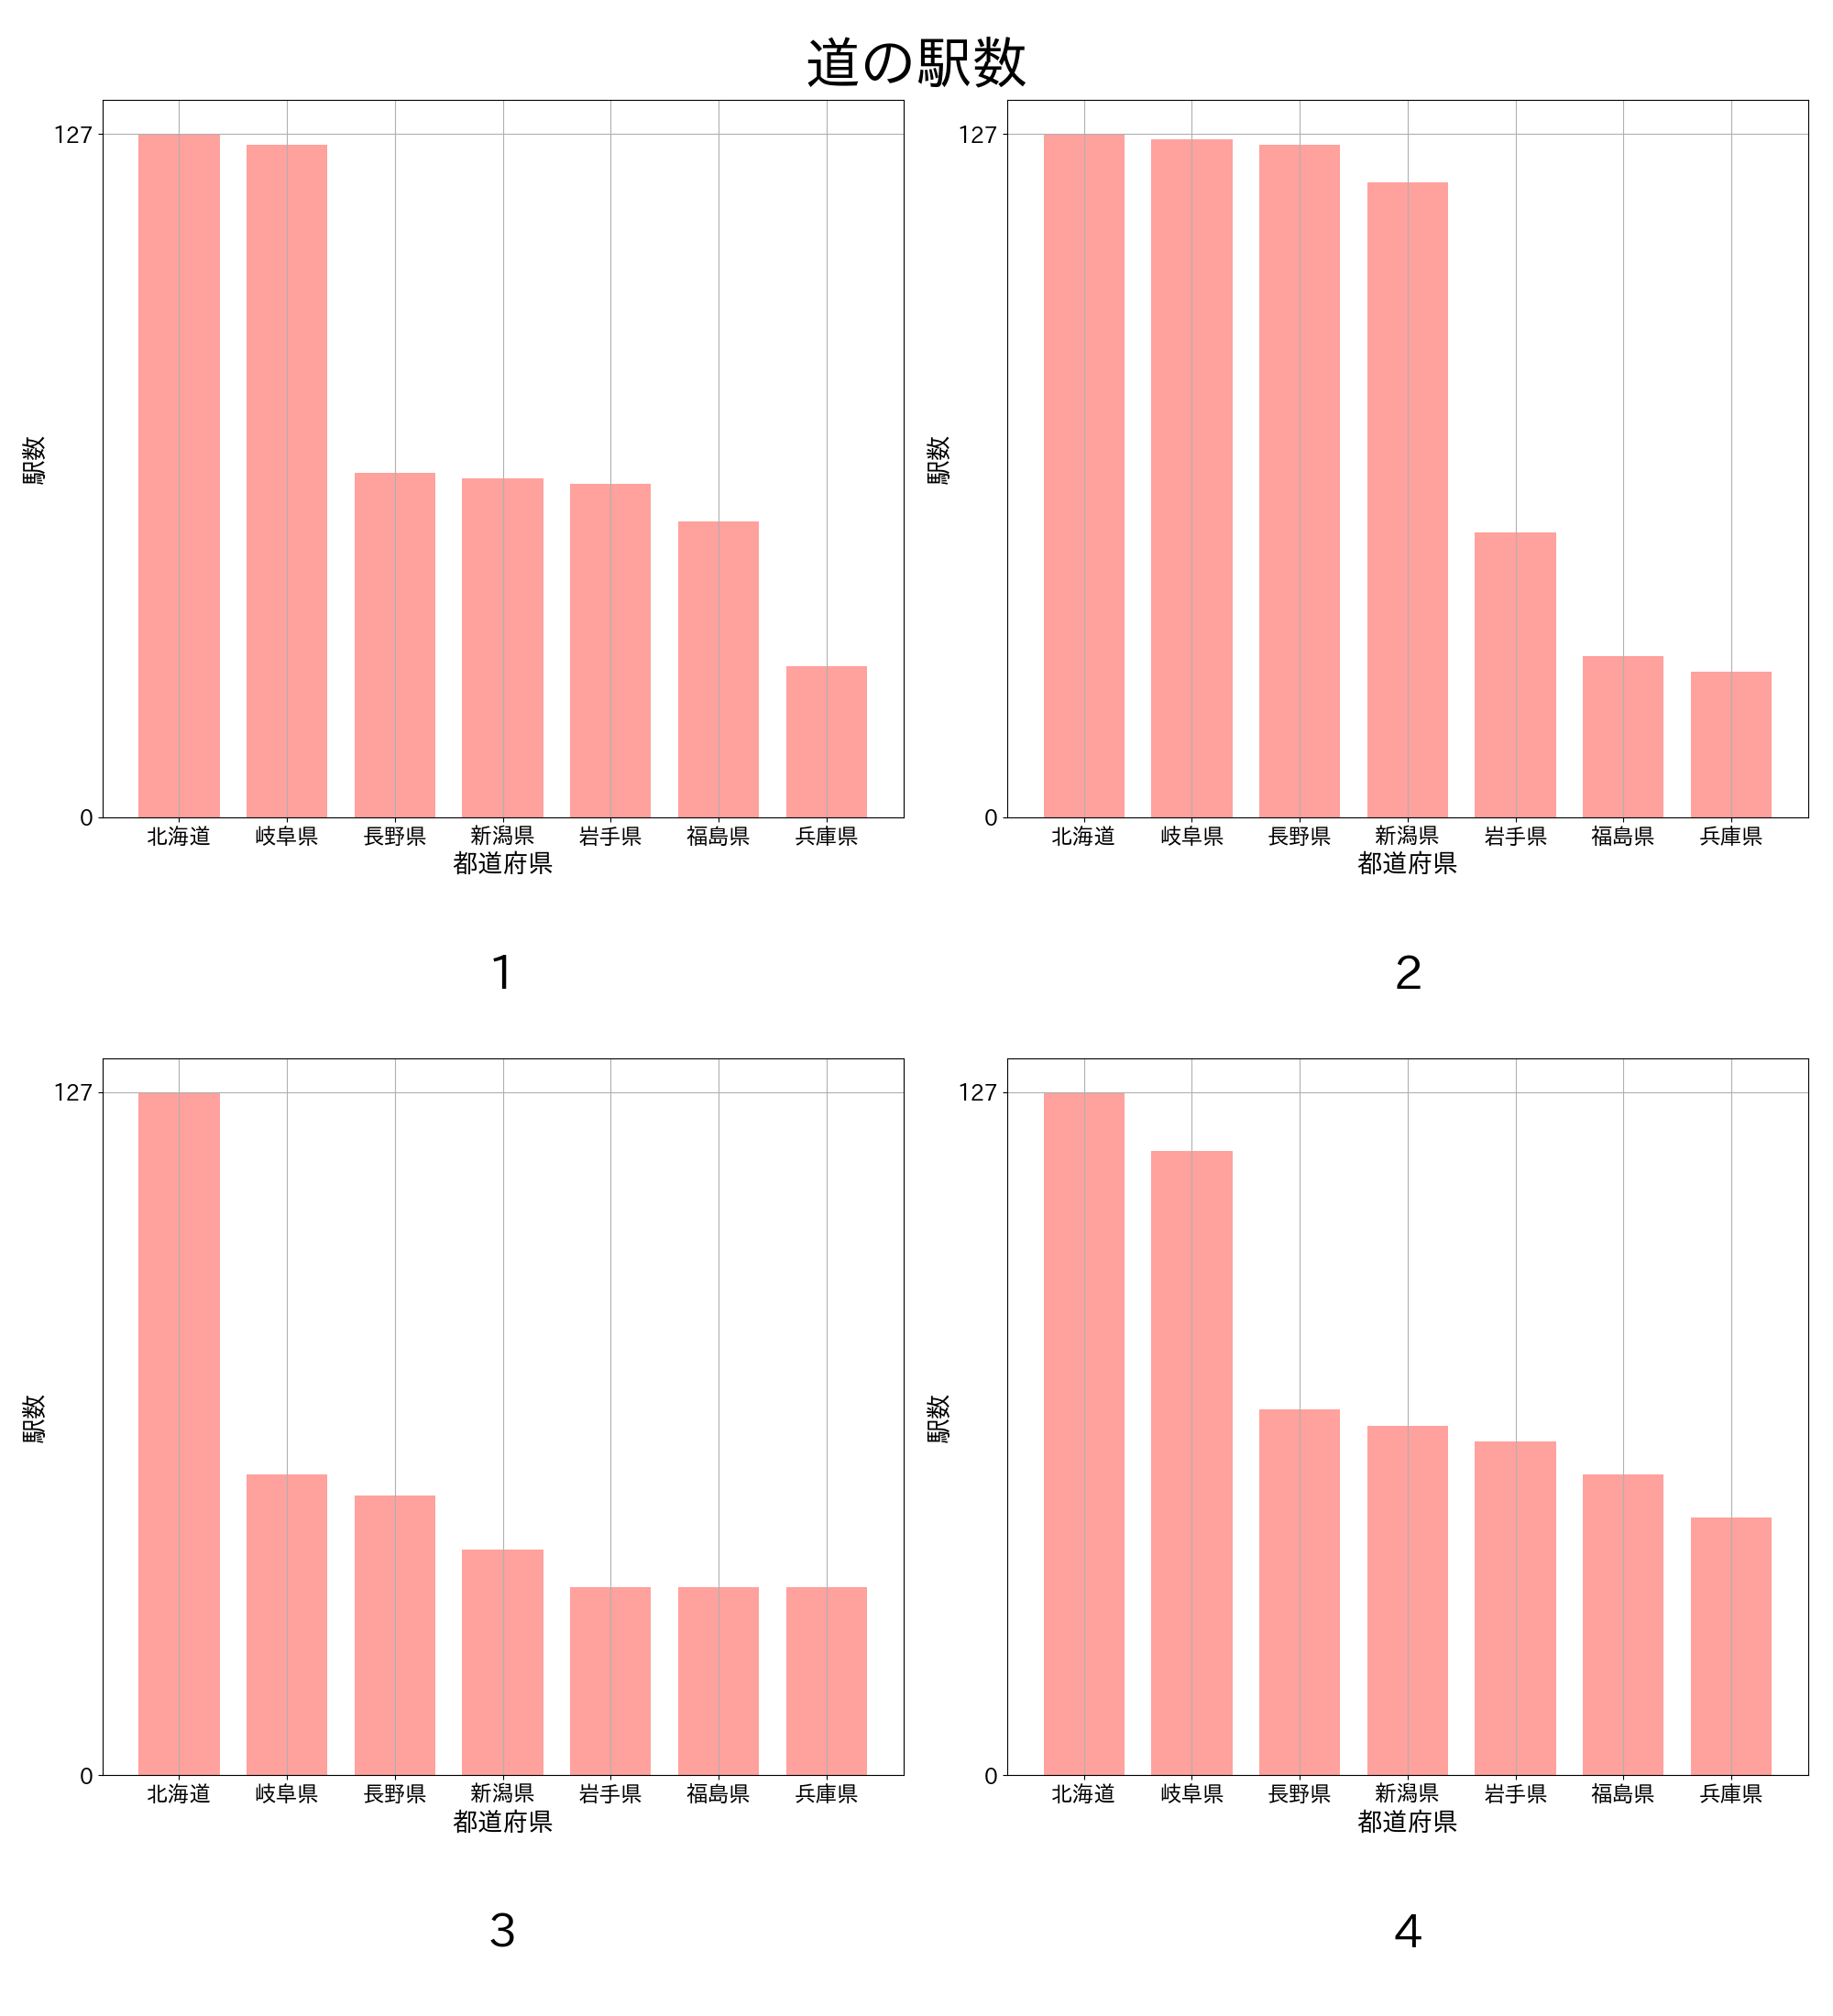 道の駅数
127
0
駅数
北海道 岐阜県 長野県 新潟県 岩手県 福島県 兵庫県
都道府県
1
127
0
駅数
北海道 岐阜県 長野県 新潟県 岩手県 福島県 兵庫県
都道府県
2
127
0
駅数
北海道 岐阜県 長野県 新潟県 岩手県 福島県 兵庫県
都道府県
3
127
0
駅数
北海道 岐阜県 長野県 新潟県 岩手県 福島県 兵庫県
都道府県
4